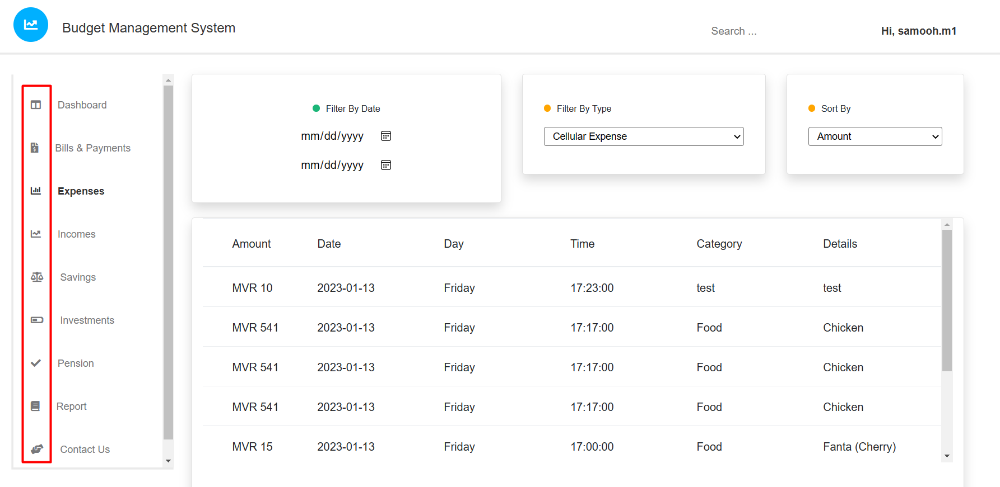 Budget Management System
Search ...
Hi, samooh.m1
Dashboard
Bills & Payments
Expenses
Incomes
Savings
Investments
Pension
Report
Contact Us
Filter By Date
mm/dd/yyyy
mm/dd/yyyy
Filter By Type
Cellular Expense
Sort By
Amount
Amount Date Day Time Category Details
MVR 10 2023-01-13 Friday 17:23:00 test test
MVR 541 2023-01-13 Friday 17:17:00 Food Chicken
MVR 541 2023-01-13 Friday 17:17:00 Food Chicken
MVR 541 2023-01-13 Friday 17:17:00 Food Chicken
MVR 15 2023-01-13 Friday 17:00:00 Food Fanta (Cherry)